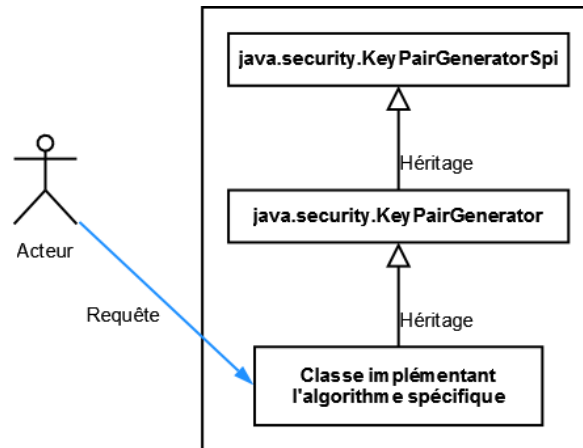 java.security.KeyPairGeneratorSpi
Héritage
java.security.KeyPairGenerator
Acteur
Requête
Héritage
Classe implémentant
l'algorithme spécifique